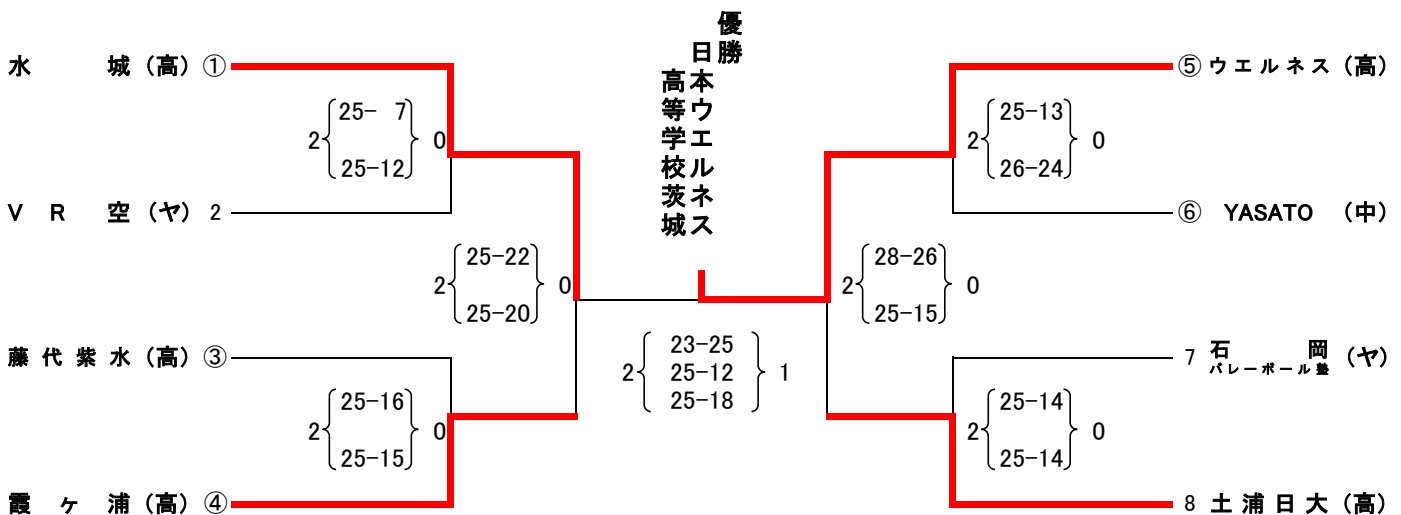 優勝
日本ウエルネス
高等学校茨城
水 城（高）①
25- 7
2 0
25-12
V R 空（ヤ）2
25-22
2 0
25-20
藤代紫水（高）③
25-16
2 0
25-15
霞ヶ浦（高）④
23-25
2 25-12 1
25-18
⑤ ウエルネス（高）
25-13
2 0
26-24
⑥ YASATO （中）
28-26
2 0
25-15
7 石 岡（ヤ）
バレーボール塾
25-14
2 0
25-14
8 土浦日大（高）